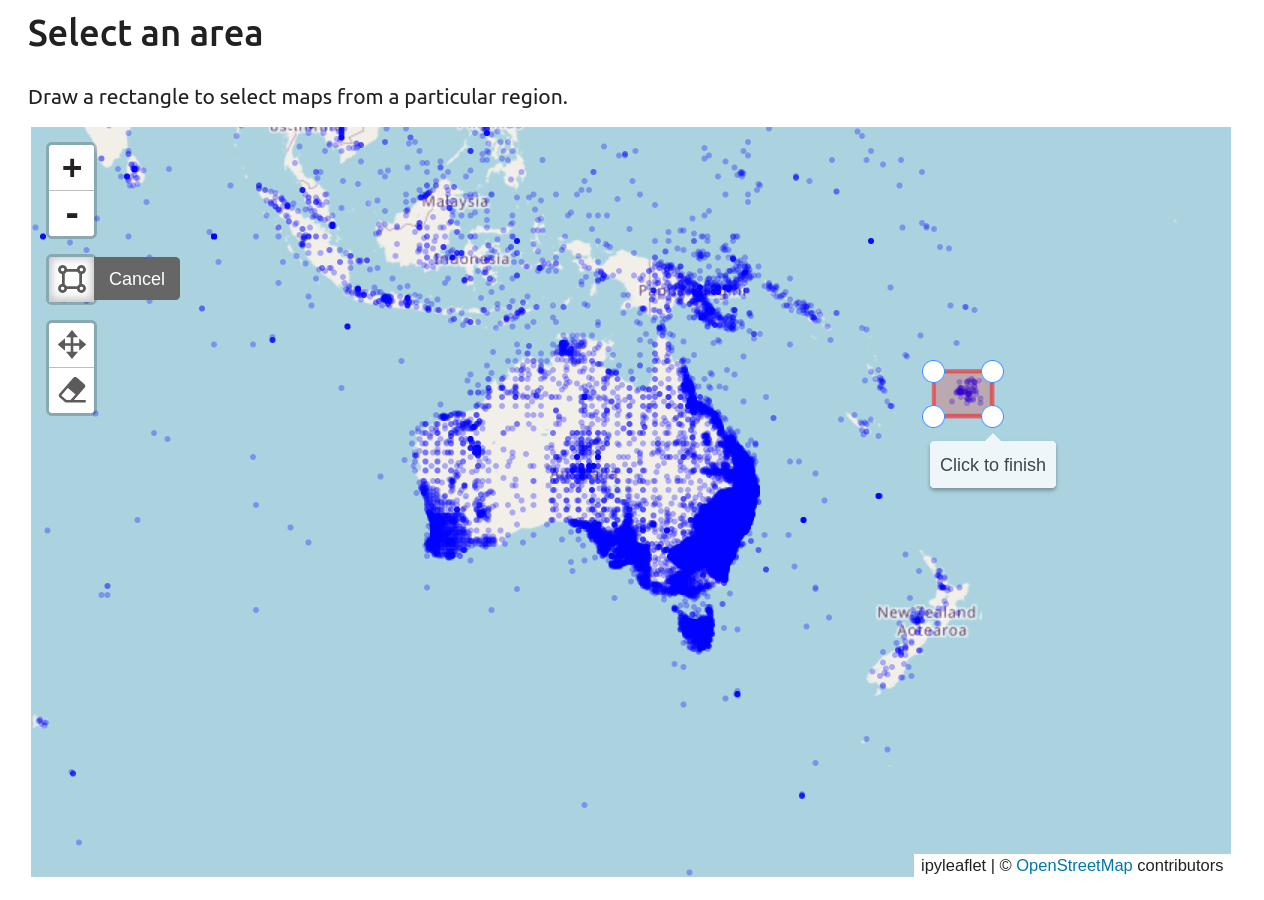 Select an area
Draw a rectangle to select maps from a particular region.
+
-
Cancel
Malaysia
Indonesia
Click to finish
New Zealand
Aotearoa
ipyleaflet | © OpenStreetMap contributors